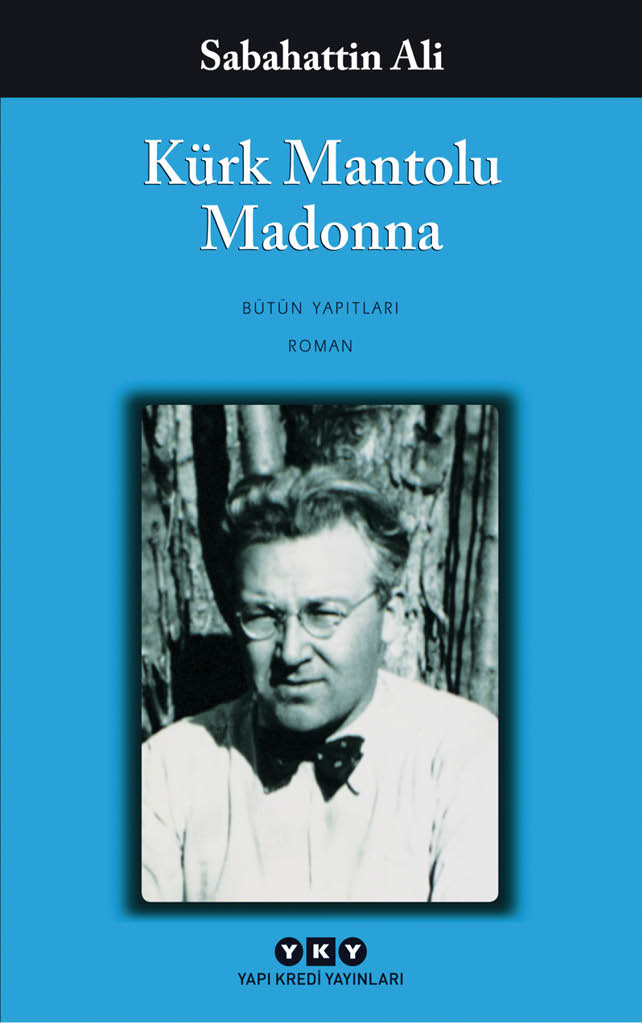 Sabahattin Ali
Kürk Mantolu
Madonna
BÜTÜN YAPITLARI
ROMAN
YKY
YAPI KREDİ YAYINLARI